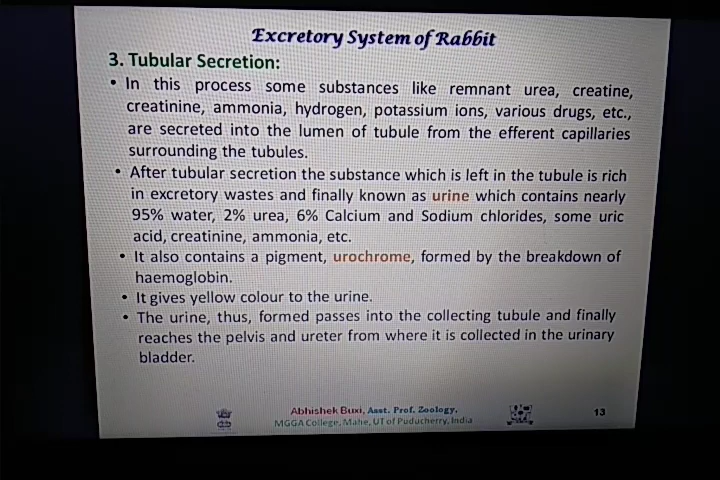 Excretory System of Rabbit
3. Tubular Secretion:
• In this process some substances like remnant urea, creatine,
creatinine, ammonia, hydrogen, potassium ions, various drugs, etc.,
are secreted into the lumen of tubule from the efferent capillaries
surrounding the tubules.
• After tubular secretion the substance which is left in the tubule is rich
in excretory wastes and finally known as urine which contains nearly
95% water, 2% urea, 6% Calcium and Sodium chlorides, some uric
acid, creatinine, ammonia, etc.
• It also contains a pigment, urochrome, formed by the breakdown of
haemoglobin.
• It gives yellow colour to the urine.
• The urine, thus, formed passes into the collecting tubule and finally
reaches the pelvis and ureter from where it is collected in the urinary
bladder.
Abhishek Buxi, Asst. Prof. Zoology,
MGGA College, Mahe, UT of Puducherry, India
13